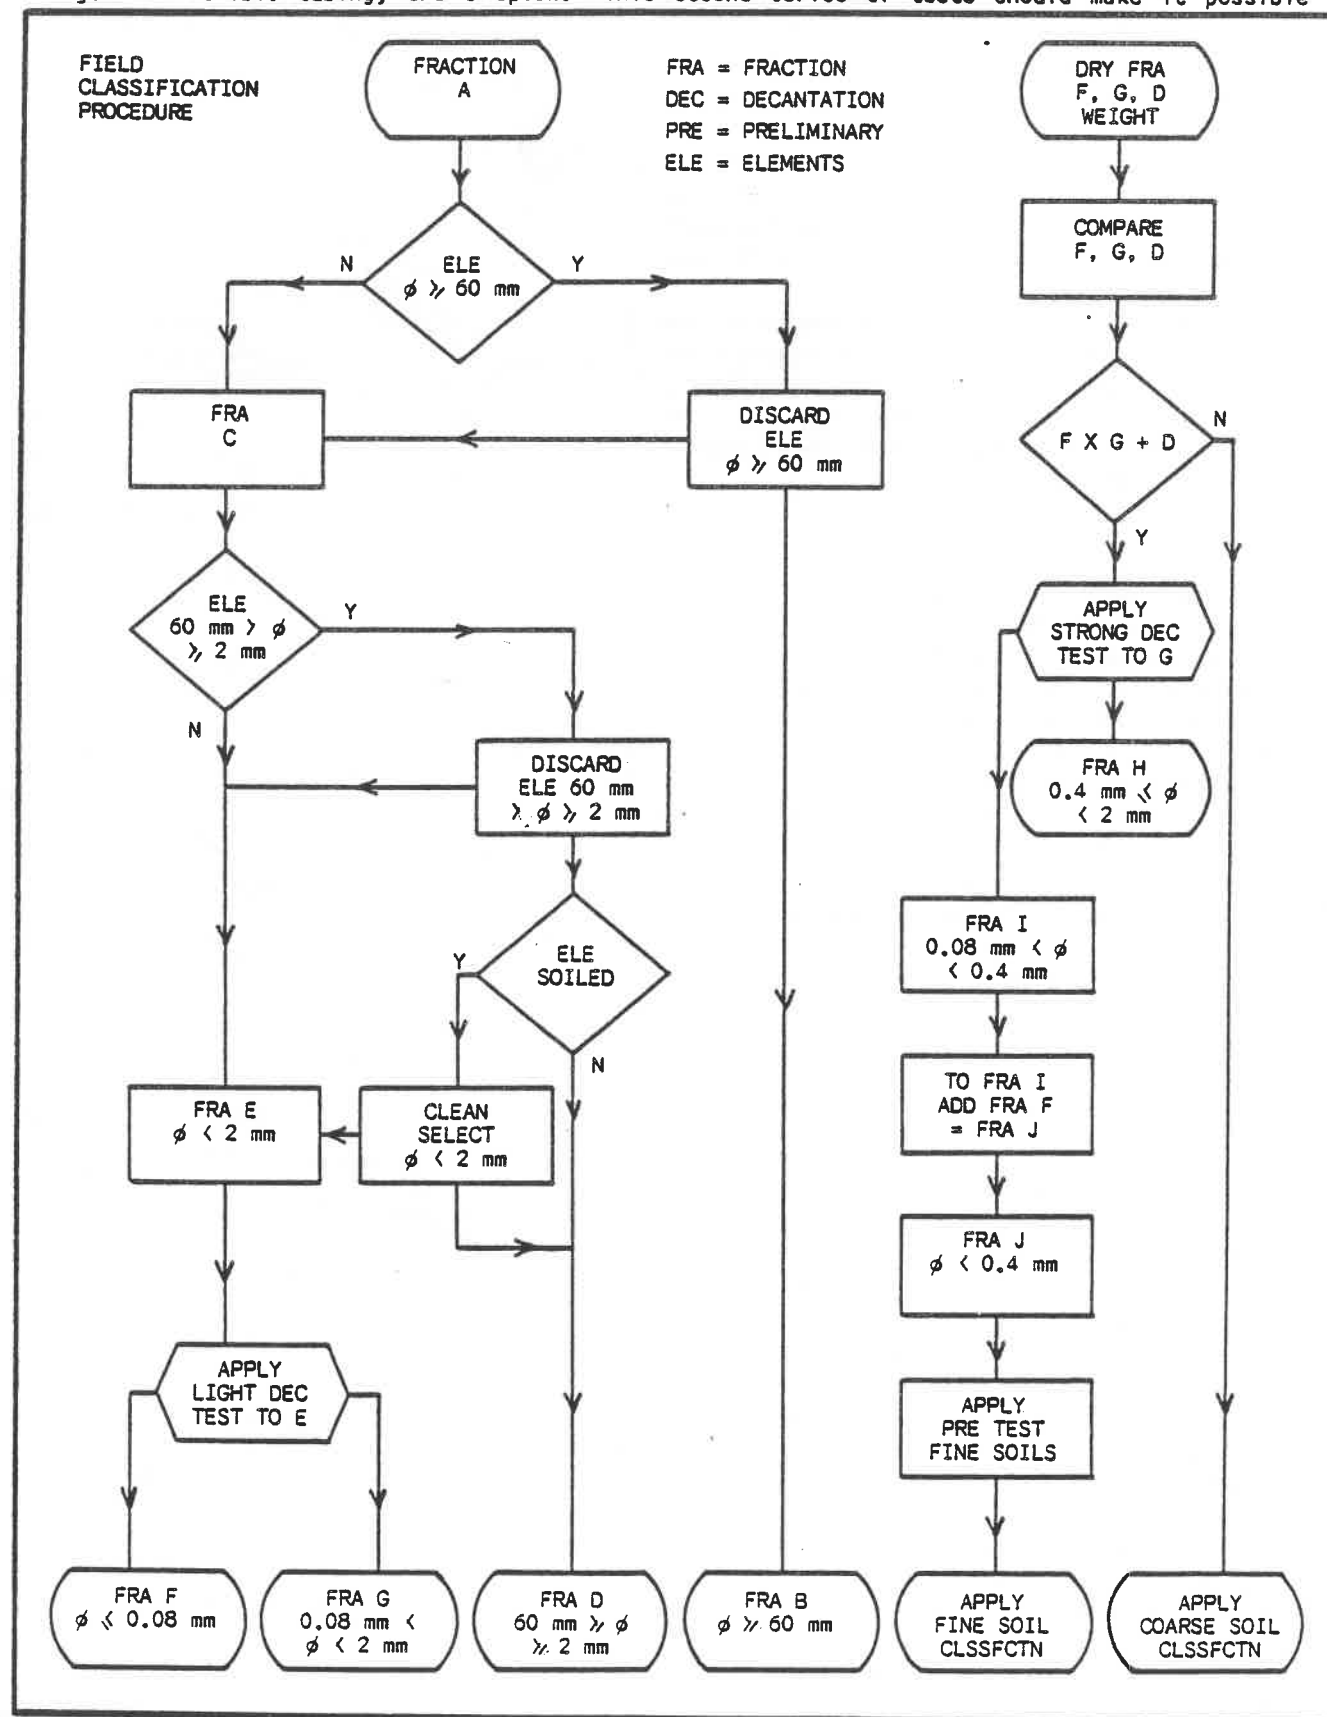 FIELD
CLASSIFICATION
PROCEDURE
FRACTION
A
FRA = FRACTION
DEC = DECANTATION
PRE = PRELIMINARY
ELE = ELEMENTS
DRY FRA
F, G, D
WEIGHT
COMPARE
F, G, D
N
ELE
ø ⩾ 60 mm
Y
FRA
C
DISCARD
ELE
ø ⩾ 60 mm
F X G + D
N
Y
ELE
60 mm > ø
⩾ 2 mm
Y
N
APPLY
STRONG DEC
TEST TO G
DISCARD
ELE 60 mm
> ø ⩾ 2 mm
FRA H
0.4 mm ⩽ ø
< 2 mm
ELE
SOILED
Y
N
FRA I
0.08 mm < ø
< 0.4 mm
FRA E
ø < 2 mm
CLEAN
SELECT
ø < 2 mm
TO FRA I
ADD FRA F
= FRA J
FRA J
ø < 0.4 mm
APPLY
LIGHT DEC
TEST TO E
APPLY
PRE TEST
FINE SOILS
FRA F
ø ⩽ 0.08 mm
FRA G
0.08 mm <
ø < 2 mm
FRA D
60 mm ⩾ ø
⩾ 2 mm
FRA B
ø ⩾ 60 mm
APPLY
FINE SOIL
CLSSFCTN
APPLY
COARSE SOIL
CLSSFCTN